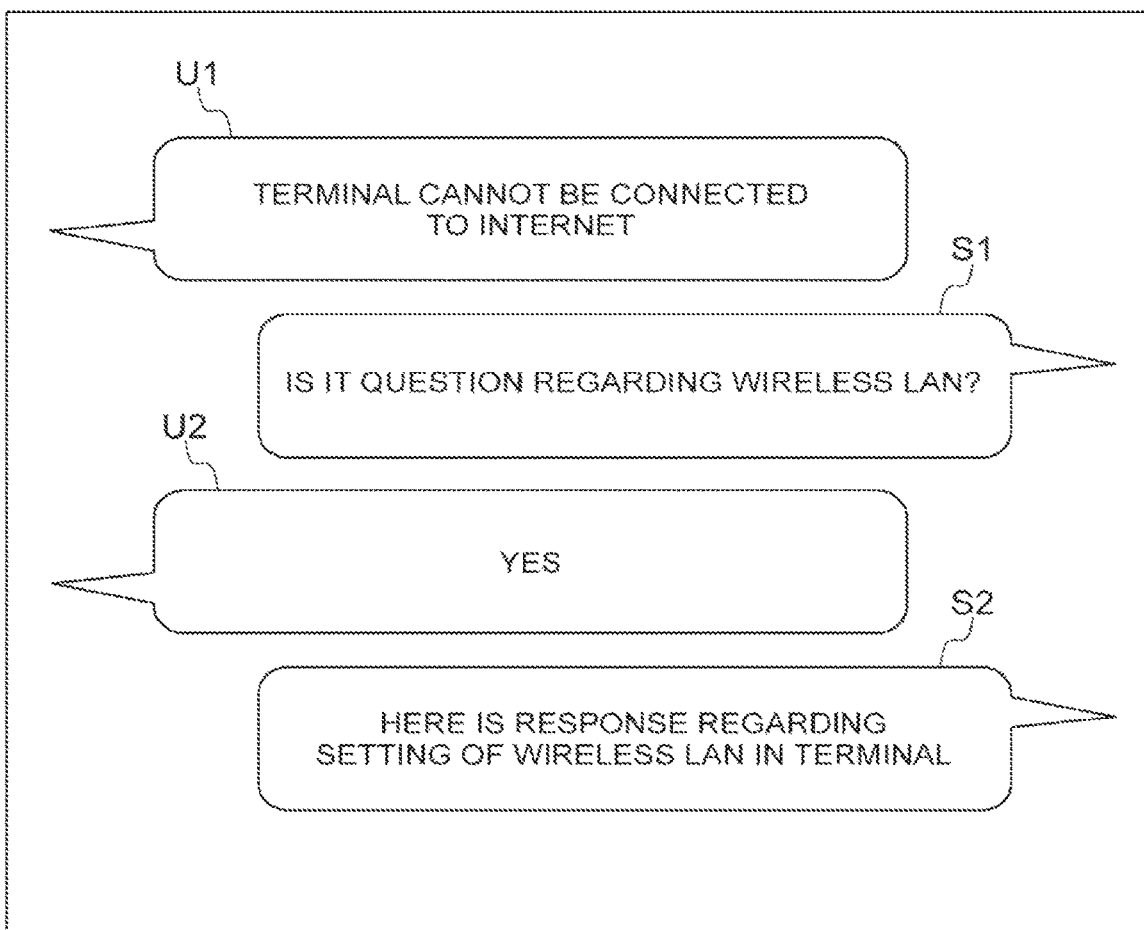 U1
TERMINAL CANNOT BE CONNECTED
TO INTERNET
S1
IS IT QUESTION REGARDING WIRELESS LAN?
U2
YES
S2
HERE IS RESPONSE REGARDING
SETTING OF WIRELESS LAN IN TERMINAL